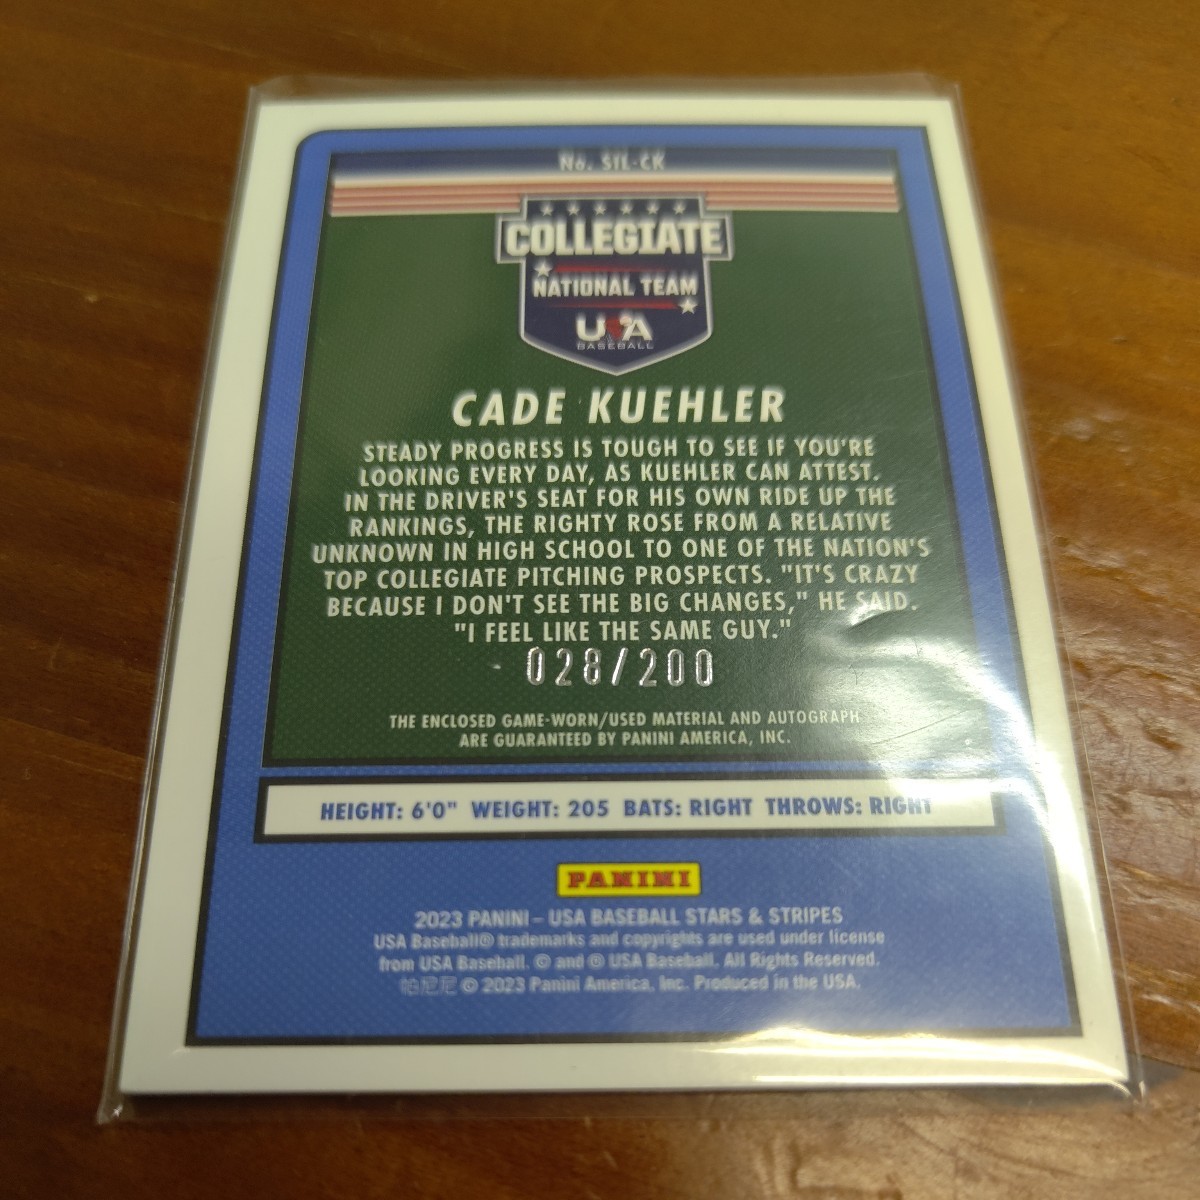 No. SIL-CK
COLLEGIATE
NATIONAL TEAM
USA
BASEBALL
CADE KUEHLER
STEADY PROGRESS IS TOUGH TO SEE IF YOU'RE
LOOKING EVERY DAY, AS KUEHLER CAN ATTEST.
IN THE DRIVER'S SEAT FOR HIS OWN RIDE UP THE
RANKINGS, THE RIGHTY ROSE FROM A RELATIVE
UNKNOWN IN HIGH SCHOOL TO ONE OF THE NATION'S
TOP COLLEGIATE PITCHING PROSPECTS. "IT'S CRAZY
BECAUSE I DON'T SEE THE BIG CHANGES," HE SAID.
"I FEEL LIKE THE SAME GUY."
028/200
THE ENCLOSED GAME-WORN/USED MATERIAL AND AUTOGRAPH
ARE GUARANTEED BY PANINI AMERICA, INC.
HEIGHT: 6'0" WEIGHT: 205 BATS: RIGHT THROWS: RIGHT
PANINI
2023 PANINI – USA BASEBALL STARS & STRIPES
USA Baseball® trademarks and copyrights are used under license
from USA Baseball. © and ® USA Baseball. All Rights Reserved.
帕尼尼 © 2023 Panini America, Inc. Produced in the USA.